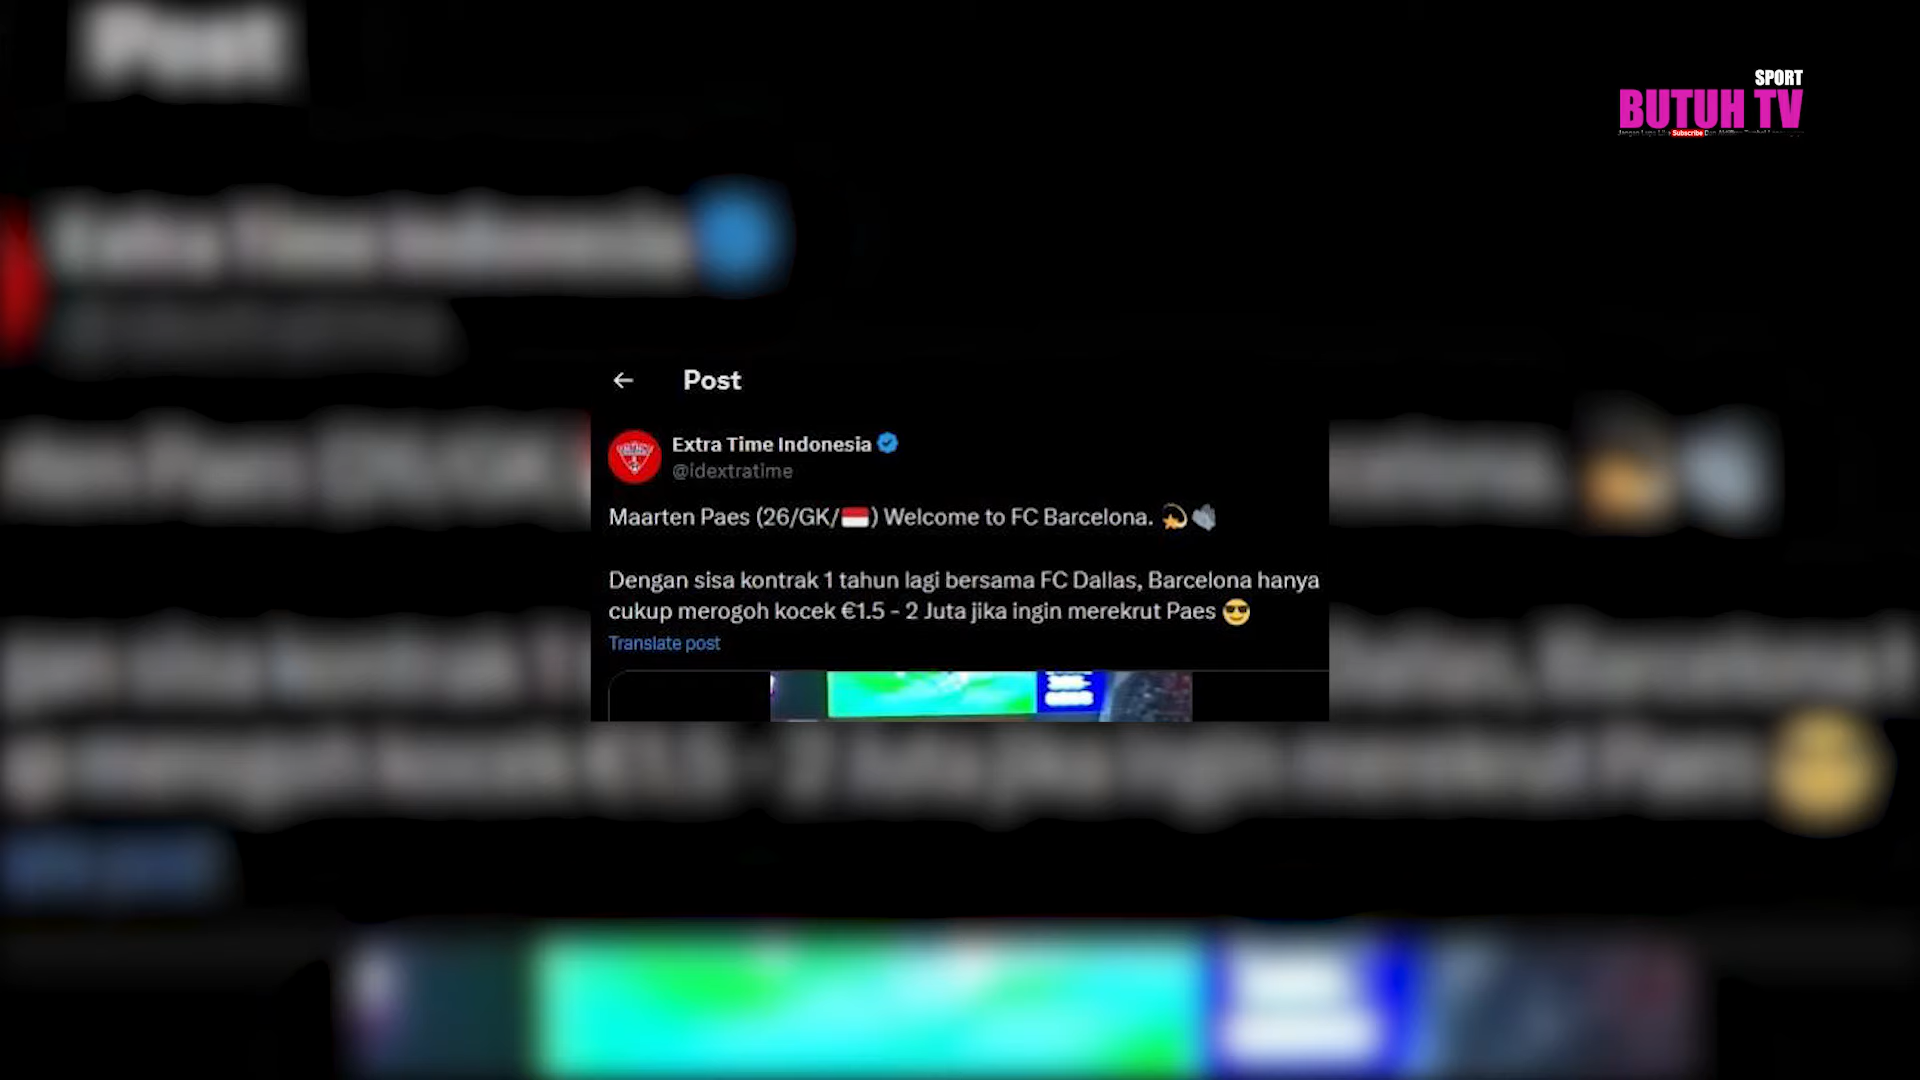 SPORT
BUTUH TV
Subscribe
Post
Extra Time Indonesia
@idextratime
Maarten Paes (26/GK/🇮🇩) Welcome to FC Barcelona. 💫🧤
Dengan sisa kontrak 1 tahun lagi bersama FC Dallas, Barcelona hanya
cukup merogoh kocek €1.5 - 2 Juta jika ingin merekrut Paes 😎
Translate post